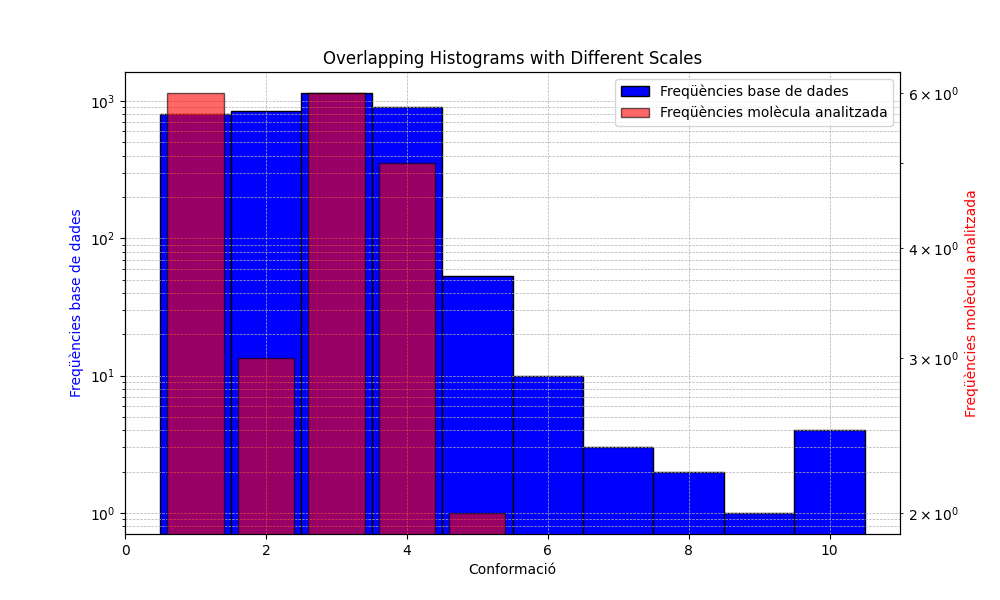 Overlapping Histograms with Different Scales
Freqüències base de dades
Freqüències molècula analitzada
10³
10²
10¹
10⁰
6 × 10⁰
4 × 10⁰
3 × 10⁰
2 × 10⁰
Freqüències base de dades
Freqüències molècula analitzada
0 2 4 6 8 10
Conformació